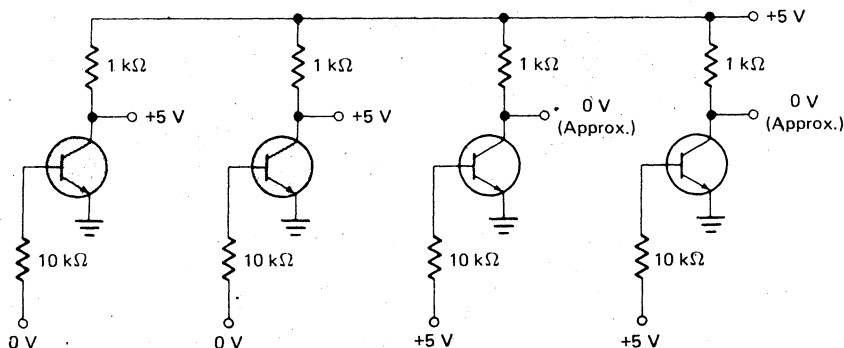 +5 V
1 kΩ 1 kΩ 1 kΩ 1 kΩ
+5 V +5 V 0 V (Approx.) 0 V (Approx.)
10 kΩ 10 kΩ 10 kΩ 10 kΩ
0 V 0 V +5 V +5 V